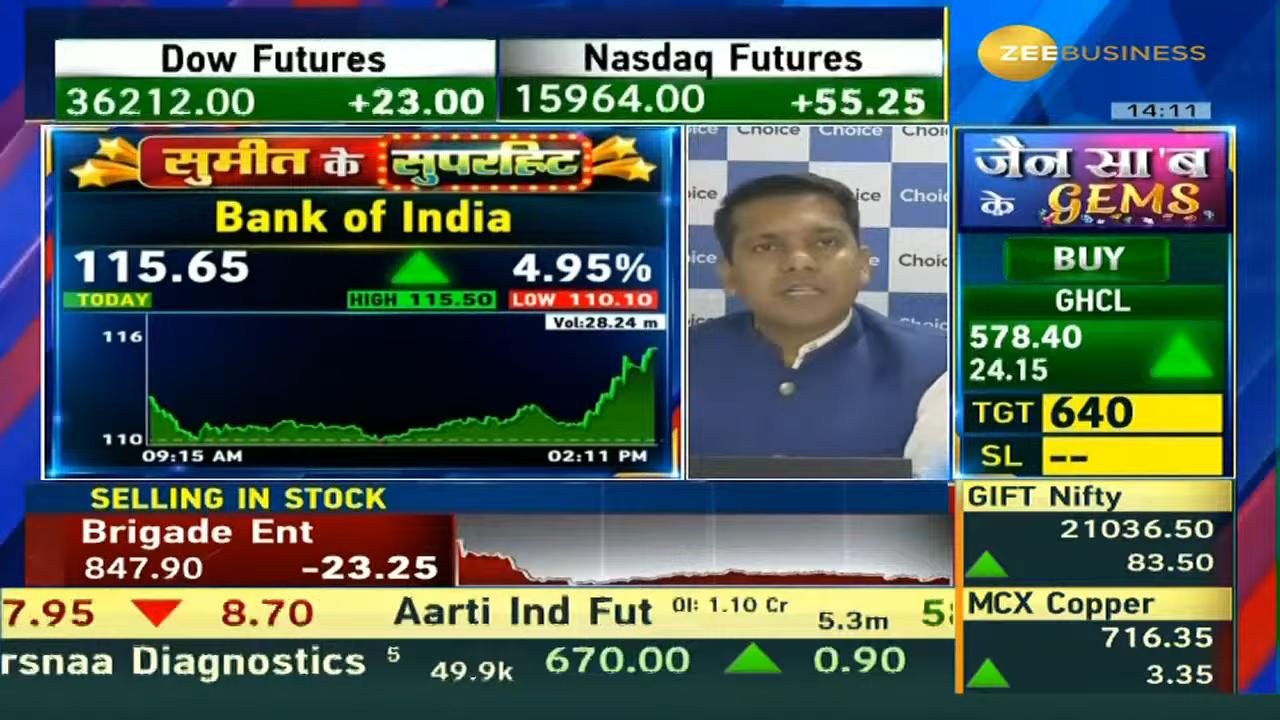 Dow Futures
36212.00 +23.00
Nasdaq Futures
15964.00 +55.25
ZEEBUSINESS
14:11
सुमीत के सुपरहिट
Bank of India
115.65 4.95%
TODAY HIGH 115.50 LOW 110.10
Vol:28.24 m
116
110
09:15 AM 02:11 PM
Choice Choice Choi
ice Choi
Choice
जैन सा'ब
के GEMS
BUY
GHCL
578.40
24.15
TGT 640
SL --
SELLING IN STOCK
Brigade Ent
847.90 -23.25
GIFT Nifty
21036.50
83.50
MCX Copper
716.35
3.35
7.95 8.70 Aarti Ind Fut OI: 1.10 Cr 5.3m
rsnaa Diagnostics 5 49.9k 670.00 0.90